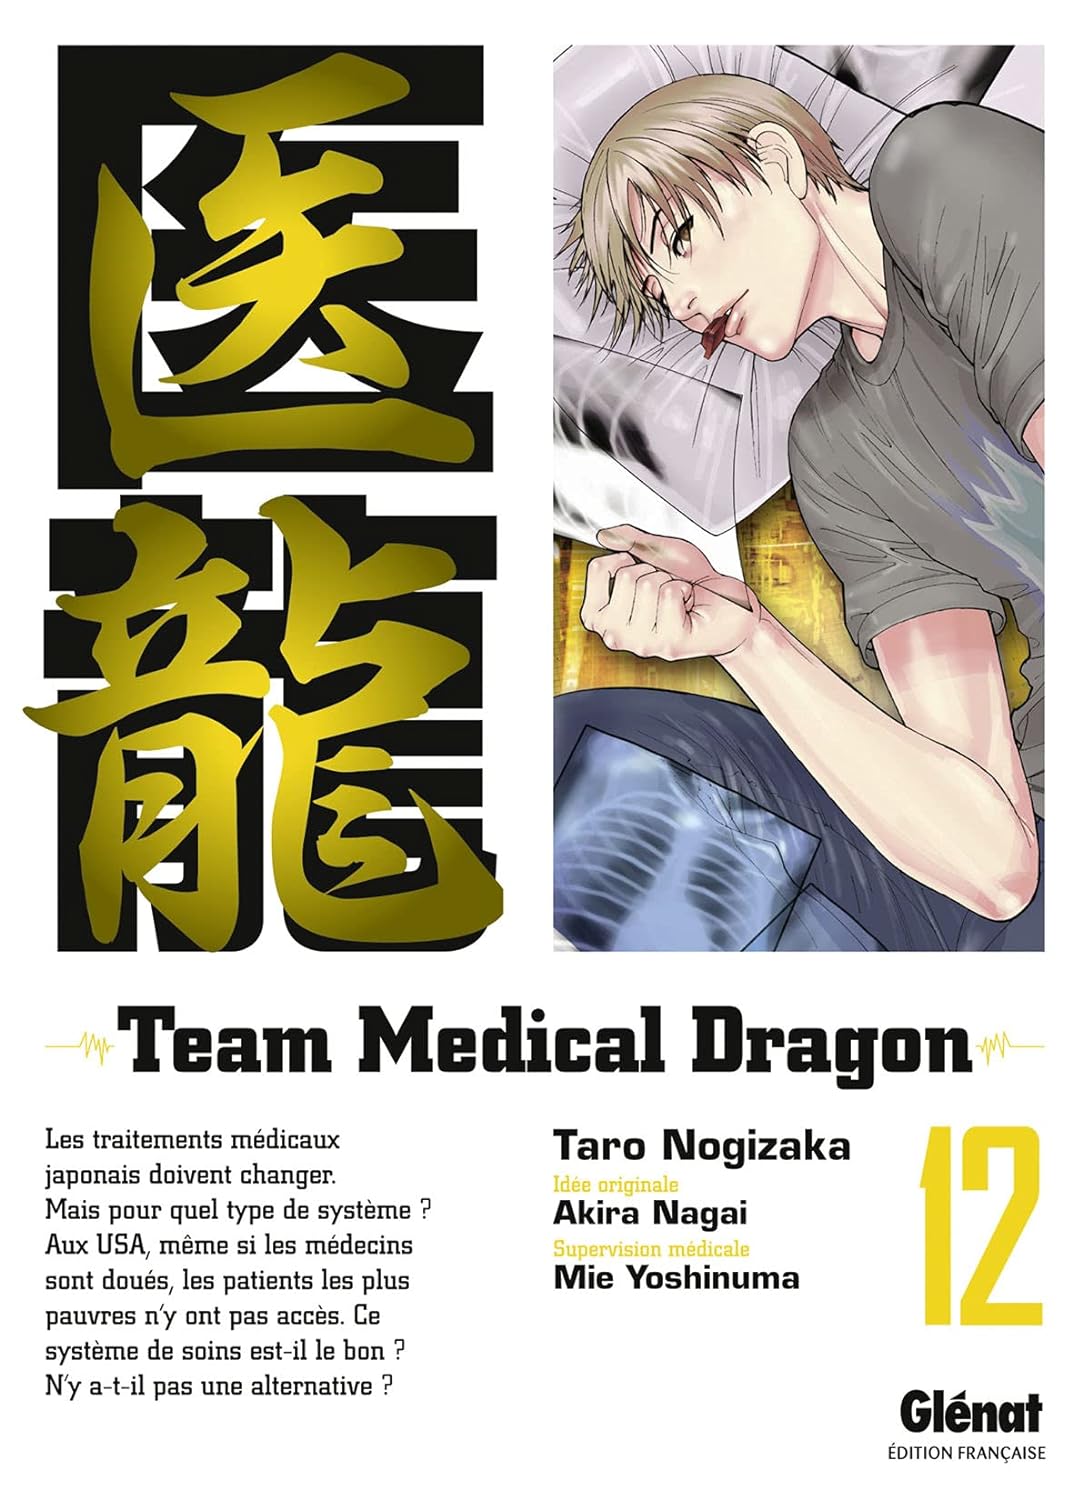 医
龍
Team Medical Dragon
Les traitements médicaux
japonais doivent changer.
Mais pour quel type de système ?
Aux USA, même si les médecins
sont doués, les patients les plus
pauvres n'y ont pas accès. Ce
système de soins est-il le bon ?
N'y a-t-il pas une alternative ?
Taro Nogizaka
Idée originale
Akira Nagai
Supervision médicale
Mie Yoshinuma
12
Glénat
ÉDITION FRANÇAISE